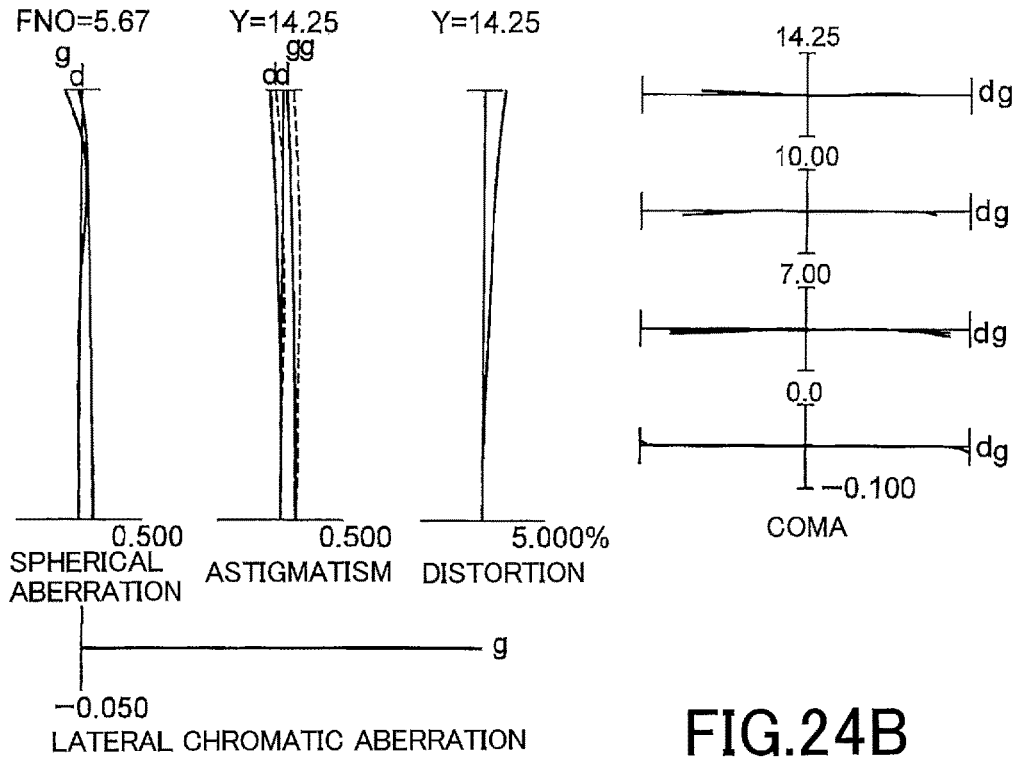 FNO=5.67
g
d
0.500
SPHERICAL
ABERRATION
Y=14.25
dd gg
0.500
ASTIGMATISM
Y=14.25
5.000%
DISTORTION
14.25
dg
10.00
dg
7.00
dg
0.0
dg
−0.100
COMA
g
−0.050
LATERAL CHROMATIC ABERRATION
FIG.24B